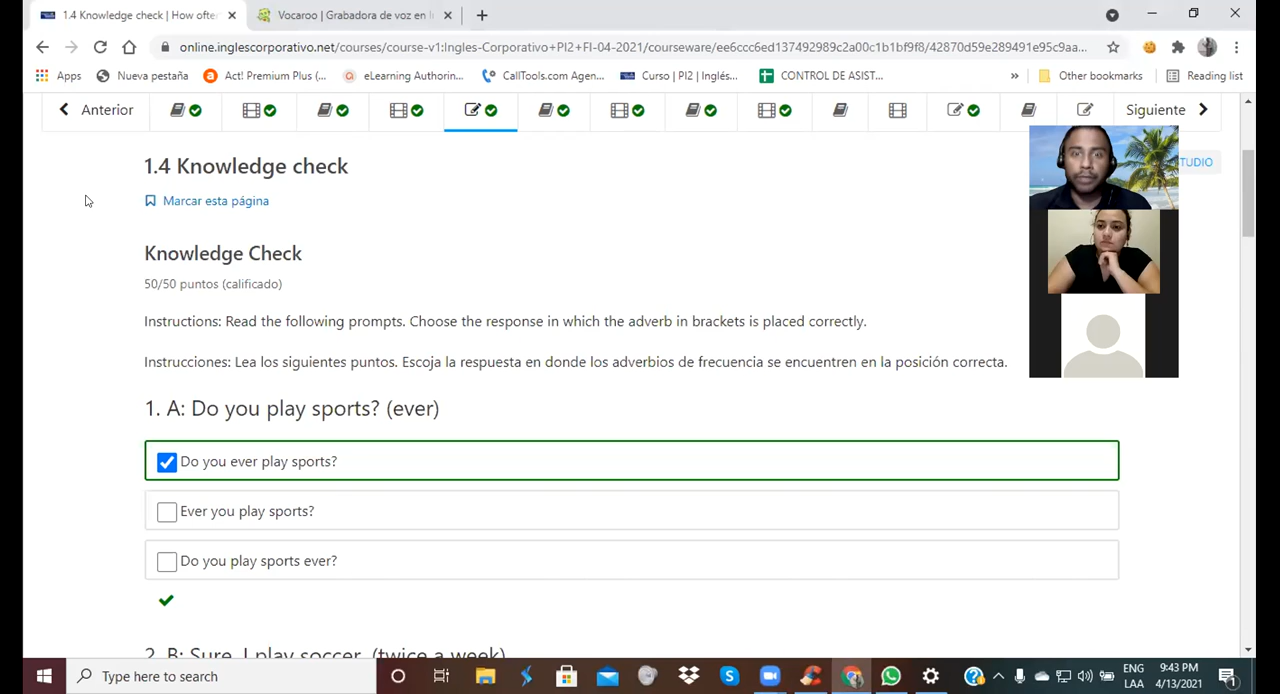 1.4 Knowledge check | How ofte
Vocaroo | Grabadora de voz en l
online.inglescorporativo.net/courses/course-v1:Ingles-Corporativo+PI2+FI-04-2021/courseware/ee6ccc6ed137492989c2a00c1b1bf9f8/42870d59e289491e95c9aa...
Apps
Nueva pestaña
Act! Premium Plus (...
eLearning Authorin...
CallTools.com Agen...
Curso | PI2 | Inglés...
CONTROL DE ASIST...
»
Other bookmarks
Reading list
Anterior
Siguiente
1.4 Knowledge check
TUDIO
Marcar esta página
Knowledge Check
50/50 puntos (calificado)
Instructions: Read the following prompts. Choose the response in which the adverb in brackets is placed correctly.
Instrucciones: Lea los siguientes puntos. Escoja la respuesta en donde los adverbios de frecuencia se encuentren en la posición correcta.
1. A: Do you play sports? (ever)
Do you ever play sports?
Ever you play sports?
Do you play sports ever?
2. B: Sure, I play soccer. (twice a week)
Type here to search
ENG
LAA
9:43 PM
4/13/2021
1